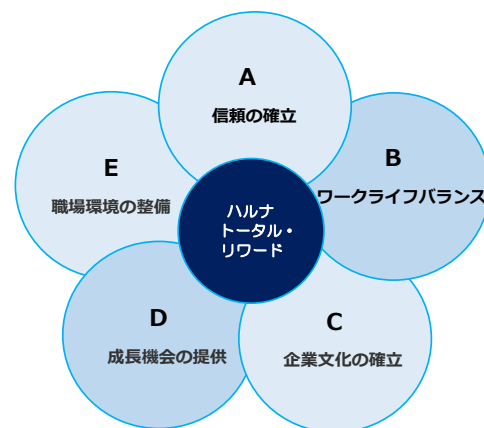 A
信頼の確立
B
ワークライフバランス
E
職場環境の整備
ハルナ
トータル・
リワード
D
成長機会の提供
C
企業文化の確立